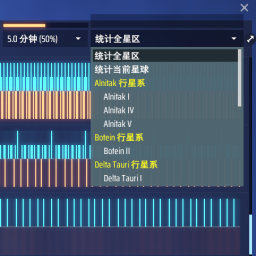 5.0 分钟 (50%)
统计全星区
统计全星区
统计当前星球
Alnitak 行星系
Alnitak I
Alnitak IV
Alnitak V
Botein 行星系
Botein II
Delta Tauri 行星系
Delta Tauri I